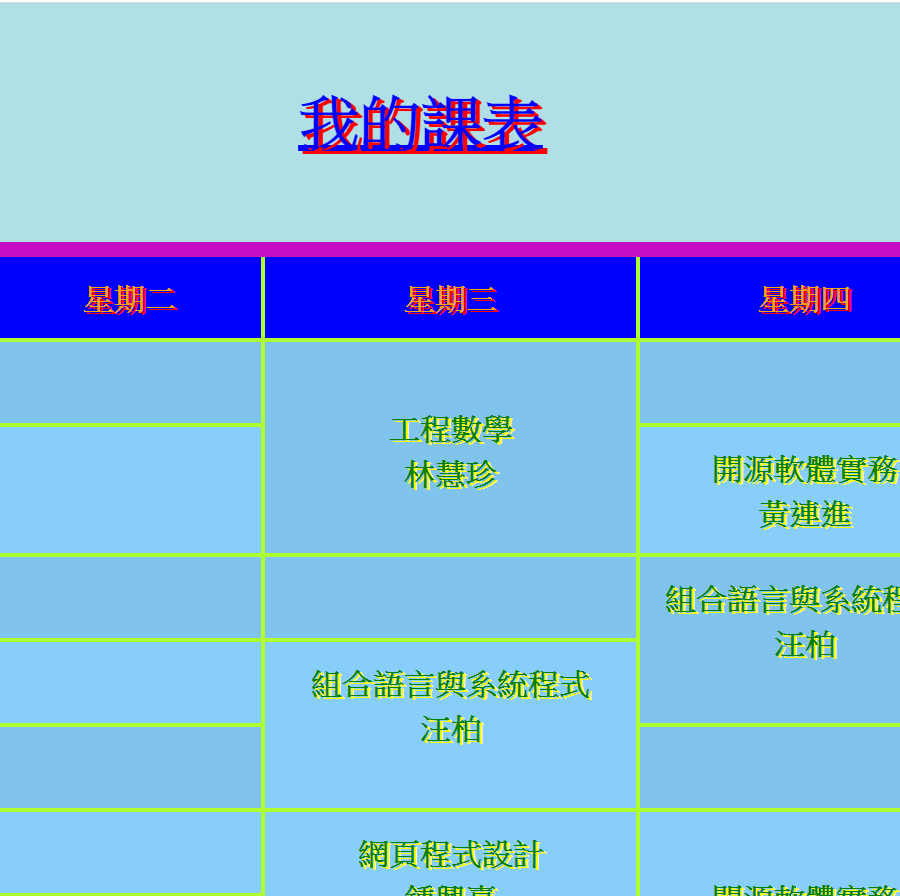 我的課表
星期二
星期三
星期四
工程數學
林慧珍
開源軟體實務
黃連進
組合語言與系統程
汪柏
組合語言與系統程式
汪柏
網頁程式設計
鍾興臺
開源軟體實務